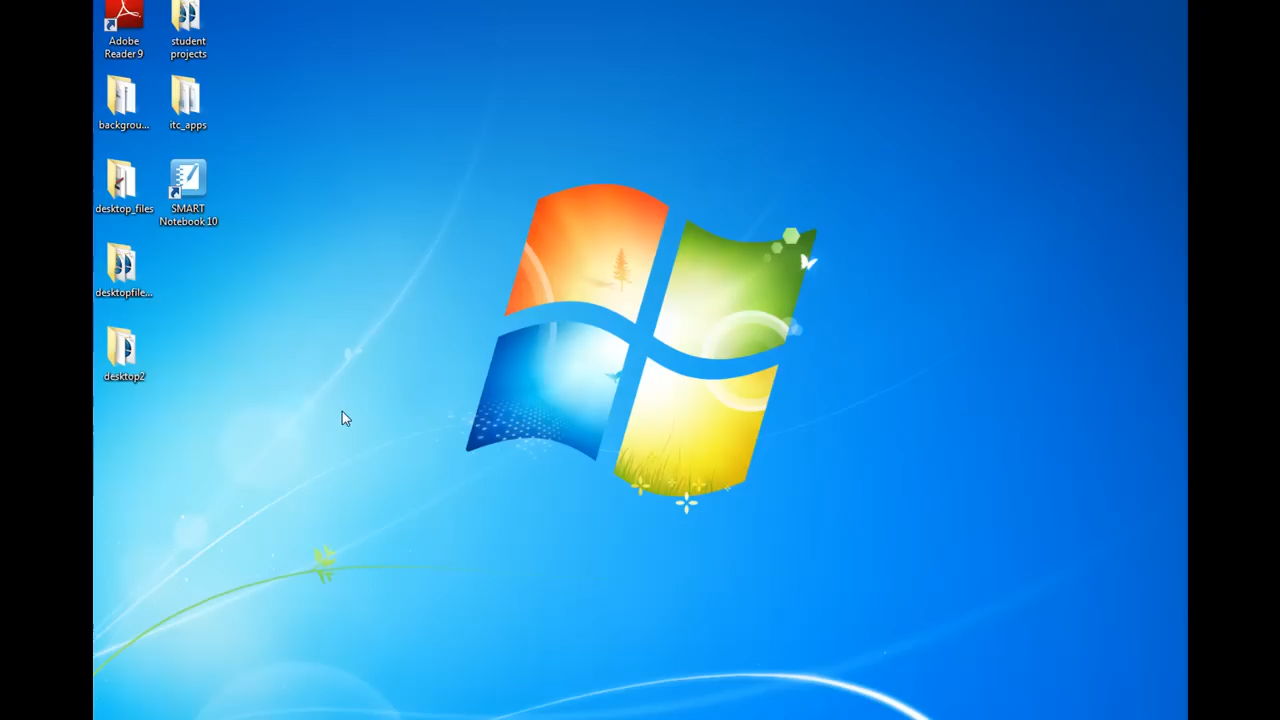 Adobe
Reader 9
student
projects
backgrou...
itc_apps
desktop_files
SMART
Notebook 10
desktopfile...
desktop2